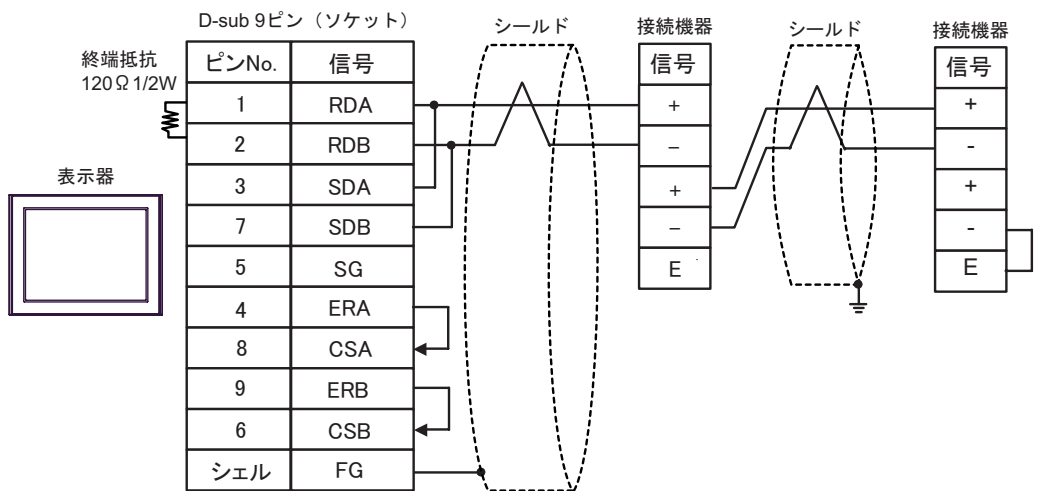 D-sub 9ピン（ソケット）
終端抵抗
120Ω 1/2W
表示器
ピンNo. 信号
1 RDA
2 RDB
3 SDA
7 SDB
5 SG
4 ERA
8 CSA
9 ERB
6 CSB
シェル FG
シールド
接続機器
信号
+
−
+
−
E
シールド
接続機器
信号
+
-
+
-
E